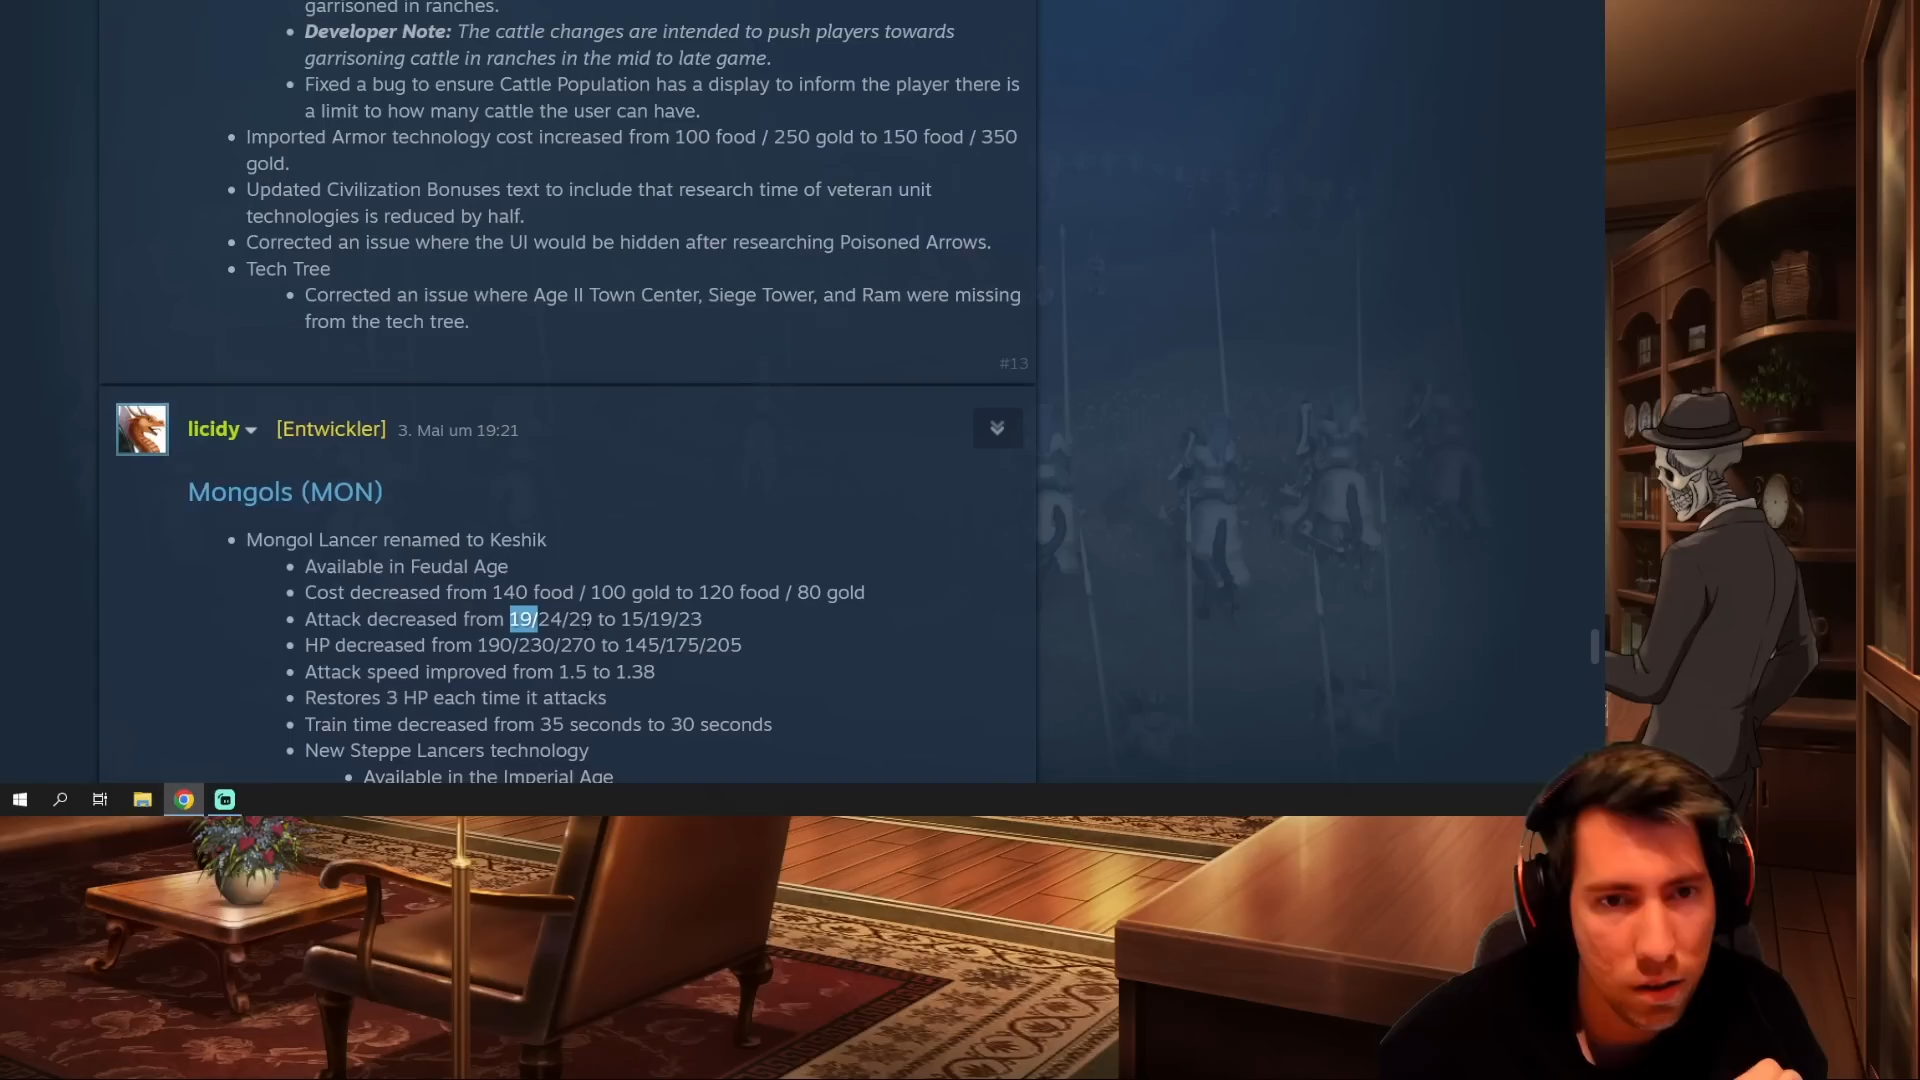 garrisoned in ranches.
Developer Note: The cattle changes are intended to push players towards
garrisoning cattle in ranches in the mid to late game.
Fixed a bug to ensure Cattle Population has a display to inform the player there is
a limit to how many cattle the user can have.
Imported Armor technology cost increased from 100 food / 250 gold to 150 food / 350
gold.
Updated Civilization Bonuses text to include that research time of veteran unit
technologies is reduced by half.
Corrected an issue where the UI would be hidden after researching Poisoned Arrows.
Tech Tree
Corrected an issue where Age II Town Center, Siege Tower, and Ram were missing
from the tech tree.
#13
licidy [Entwickler] 3. Mai um 19:21
Mongols (MON)
Mongol Lancer renamed to Keshik
Available in Feudal Age
Cost decreased from 140 food / 100 gold to 120 food / 80 gold
Attack decreased from 19/24/29 to 15/19/23
HP decreased from 190/230/270 to 145/175/205
Attack speed improved from 1.5 to 1.38
Restores 3 HP each time it attacks
Train time decreased from 35 seconds to 30 seconds
New Steppe Lancers technology
Available in the Imperial Age